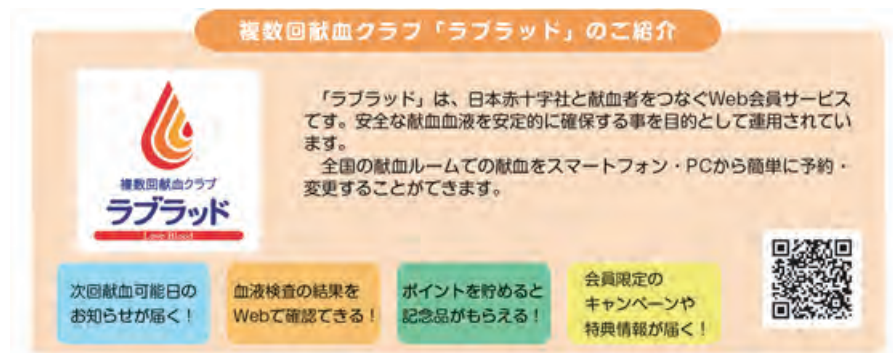 複数回献血クラブ「ラブラッド」のご紹介
「ラブラッド」は、日本赤十字社と献血者をつなぐWeb会員サービス
です。安全な献血血液を安定的に確保する事を目的として運用されてい
ます。
全国の献血ルームでの献血をスマートフォン・PCから簡単に予約・
変更することができます。
複数回献血クラブ
ラブラッド
Love Blood
次回献血可能日の
お知らせが届く!
血液検査の結果を
Webで確認できる!
ポイントを貯めると
記念品がもらえる!
会員限定の
キャンペーンや
特典情報が届く!